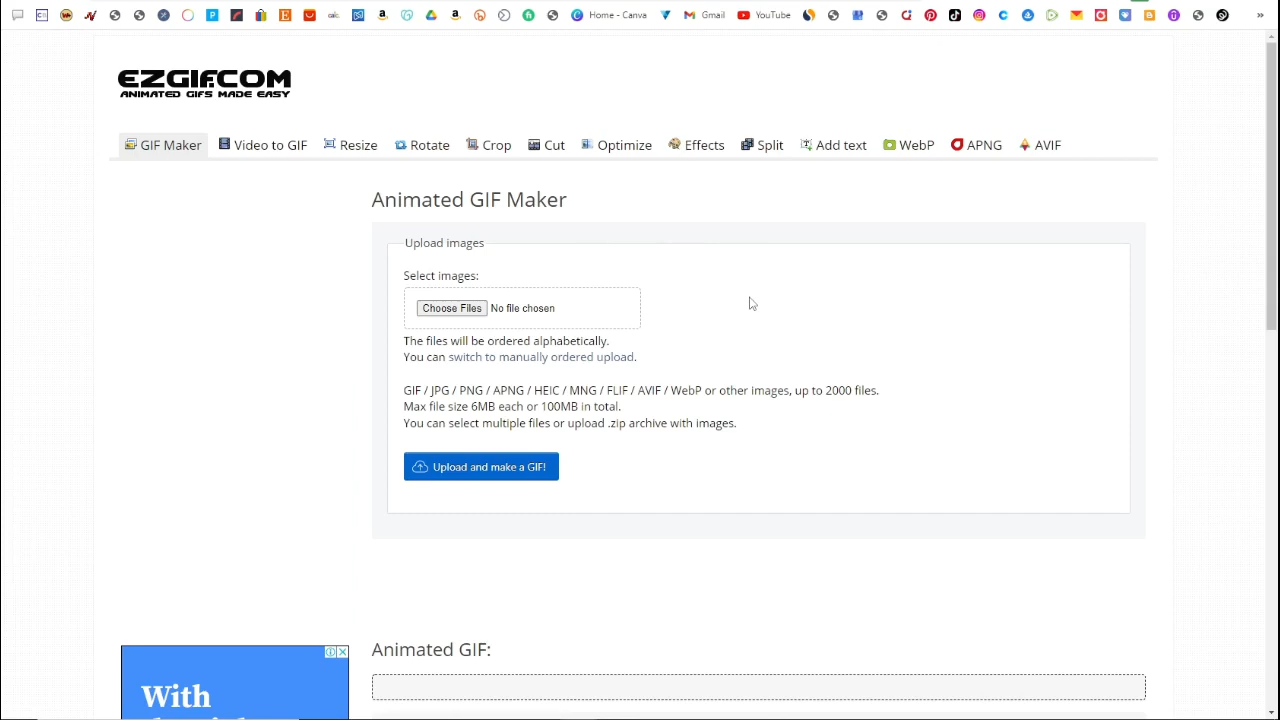 Home - Canva
Gmail
YouTube
»
EZGIF.COM
ANIMATED GIFS MADE EASY
GIF Maker
Video to GIF
Resize
Rotate
Crop
Cut
Optimize
Effects
Split
Add text
WebP
APNG
AVIF
Animated GIF Maker
Upload images
Select images:
Choose Files No file chosen
The files will be ordered alphabetically.
You can switch to manually ordered upload.
GIF / JPG / PNG / APNG / HEIC / MNG / FLIF / AVIF / WebP or other images, up to 2000 files.
Max file size 6MB each or 100MB in total.
You can select multiple files or upload .zip archive with images.
Upload and make a GIF!
Animated GIF:
With